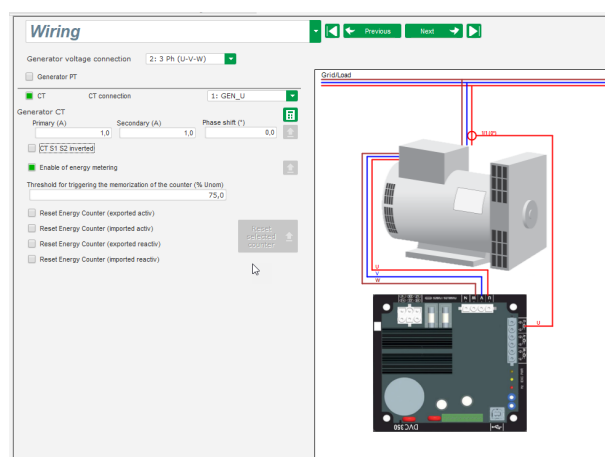 Wiring
Previous
Next
Generator voltage connection
2: 3 Ph (U-V-W)
Generator PT
CT
CT connection
1: GEN_U
Generator CT
Primary (A)
Secondary (A)
Phase shift (°)
1,0
1,0
0,0
CT S1 S2 inverted
Enable of energy metering
Threshold for triggering the memorization of the counter (% Unom)
75,0
Reset Energy Counter (exported activ)
Reset Energy Counter (imported activ)
Reset Energy Counter (exported reactiv)
Reset Energy Counter (imported reactiv)
Reset selected counter
Grid/Load
U
V
W
U
DVC350